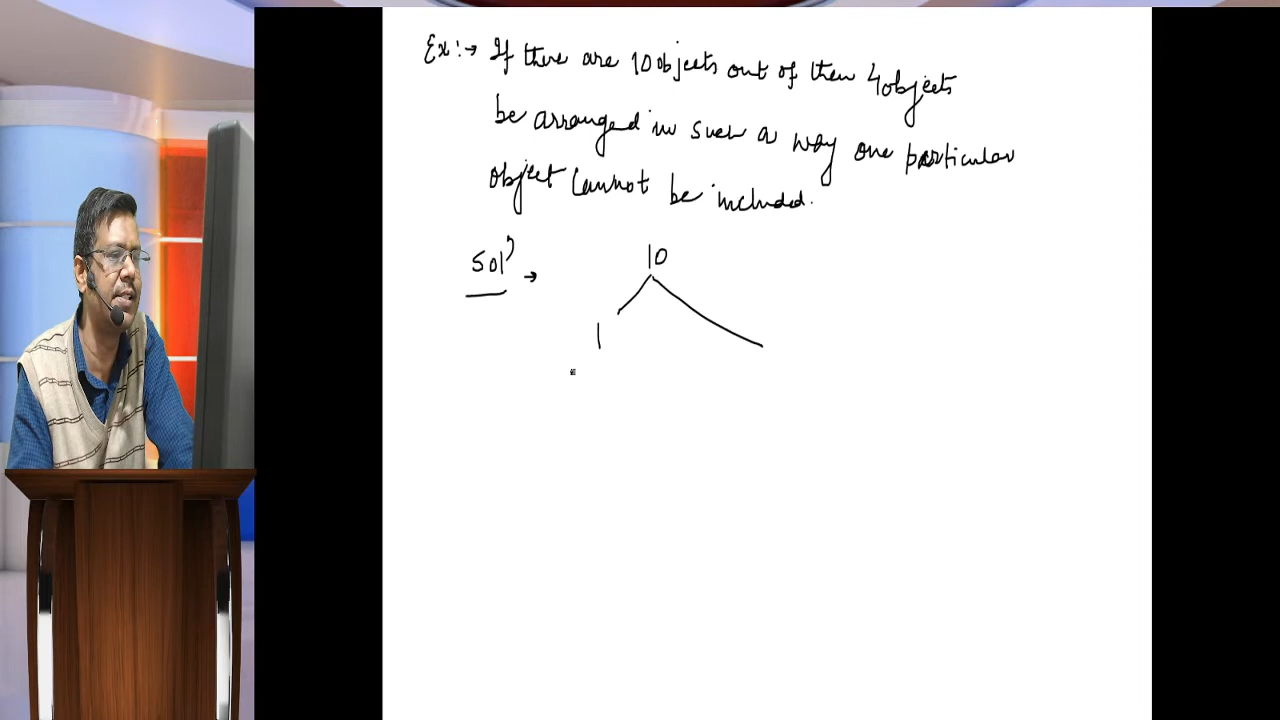 Ex:→ If there are 10 objects out of them 4 objects
be arranged in such a way one particular
object cannot be included.
Solⁿ → 10
1